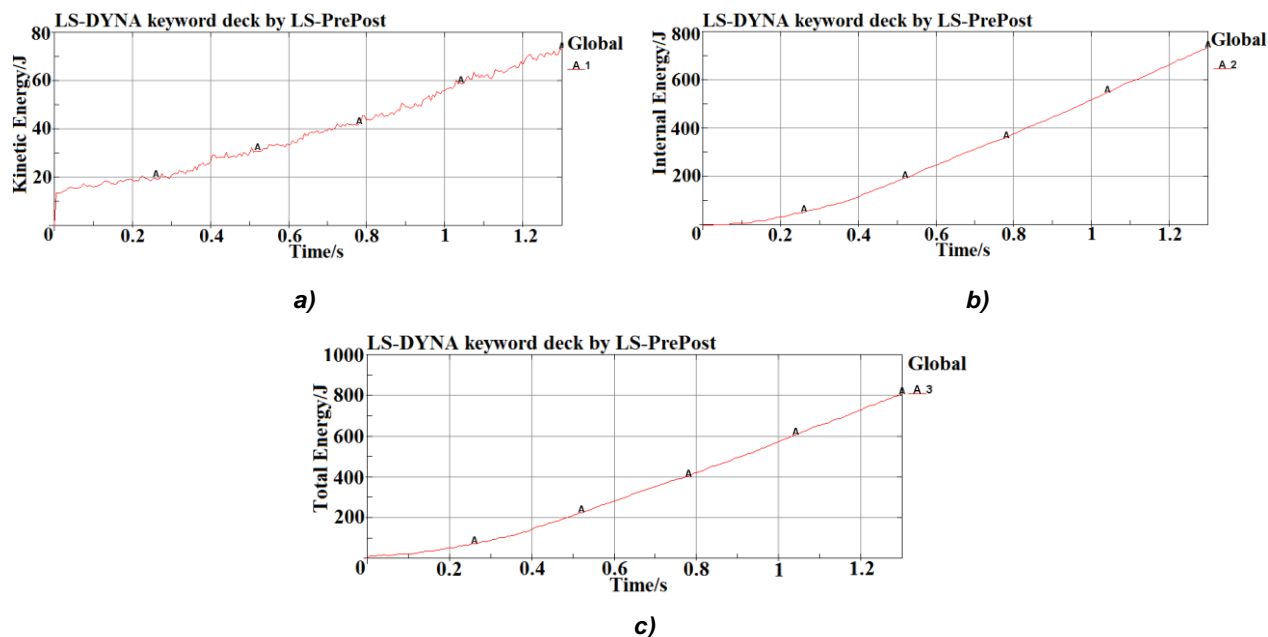 LS-DYNA keyword deck by LS-PrePost
Kinetic Energy/J
80
60
40
20
0
0.2
0.4
0.6
0.8
1
1.2
Time/s
A
A
A
A
A
Global
A 1
a)
LS-DYNA keyword deck by LS-PrePost
Internal Energy/J
800
600
400
200
0
0.2
0.4
0.6
0.8
1
1.2
Time/s
A
A
A
A
A
Global
A 2
b)
LS-DYNA keyword deck by LS-PrePost
Total Energy/J
1000
800
600
400
200
0
0.2
0.4
0.6
0.8
1
1.2
Time/s
A
A
A
A
A
Global
A 3
c)